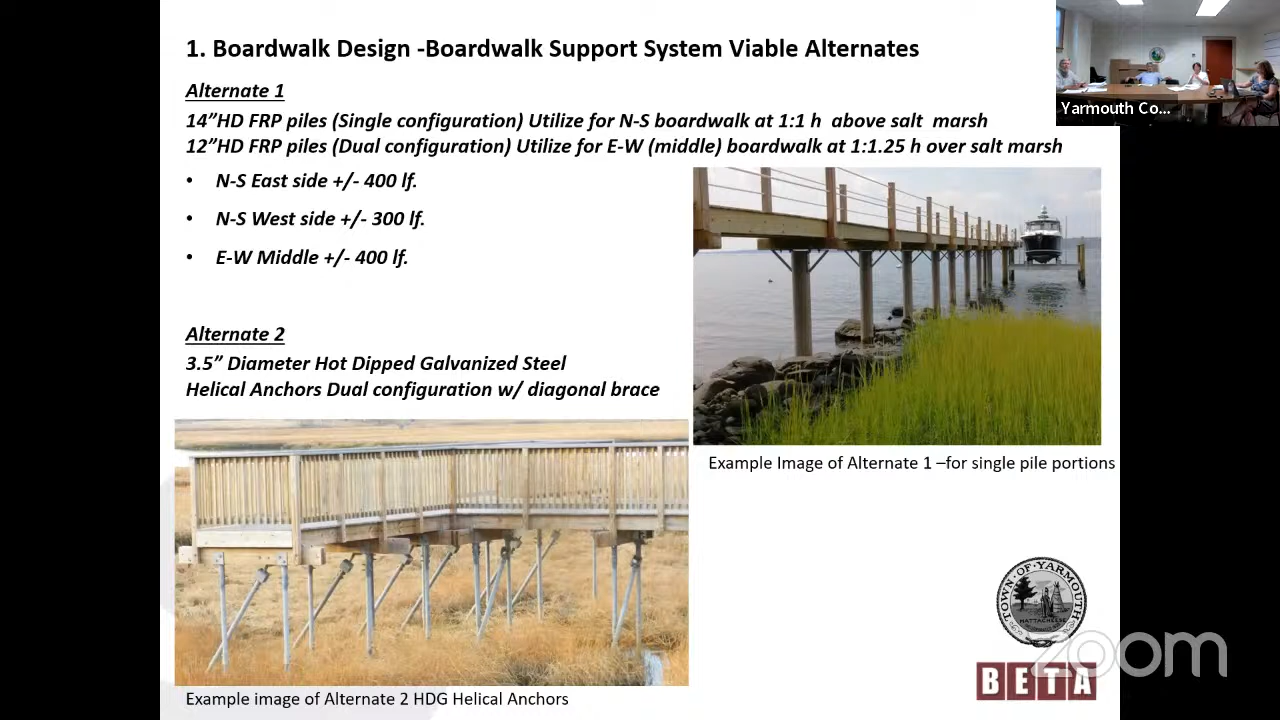 1. Boardwalk Design -Boardwalk Support System Viable Alternates
Yarmouth Co...
Alternate 1
14”HD FRP piles (Single configuration) Utilize for N-S boardwalk at 1:1 h above salt marsh
12”HD FRP piles (Dual configuration) Utilize for E-W (middle) boardwalk at 1:1.25 h over salt marsh
• N-S East side +/- 400 lf.
• N-S West side +/- 300 lf.
• E-W Middle +/- 400 lf.
Alternate 2
3.5” Diameter Hot Dipped Galvanized Steel
Helical Anchors Dual configuration w/ diagonal brace
Example Image of Alternate 1 –for single pile portions
TOWN OF YARMOUTH
MATTACHEESE
zoom
BETA
Example image of Alternate 2 HDG Helical Anchors